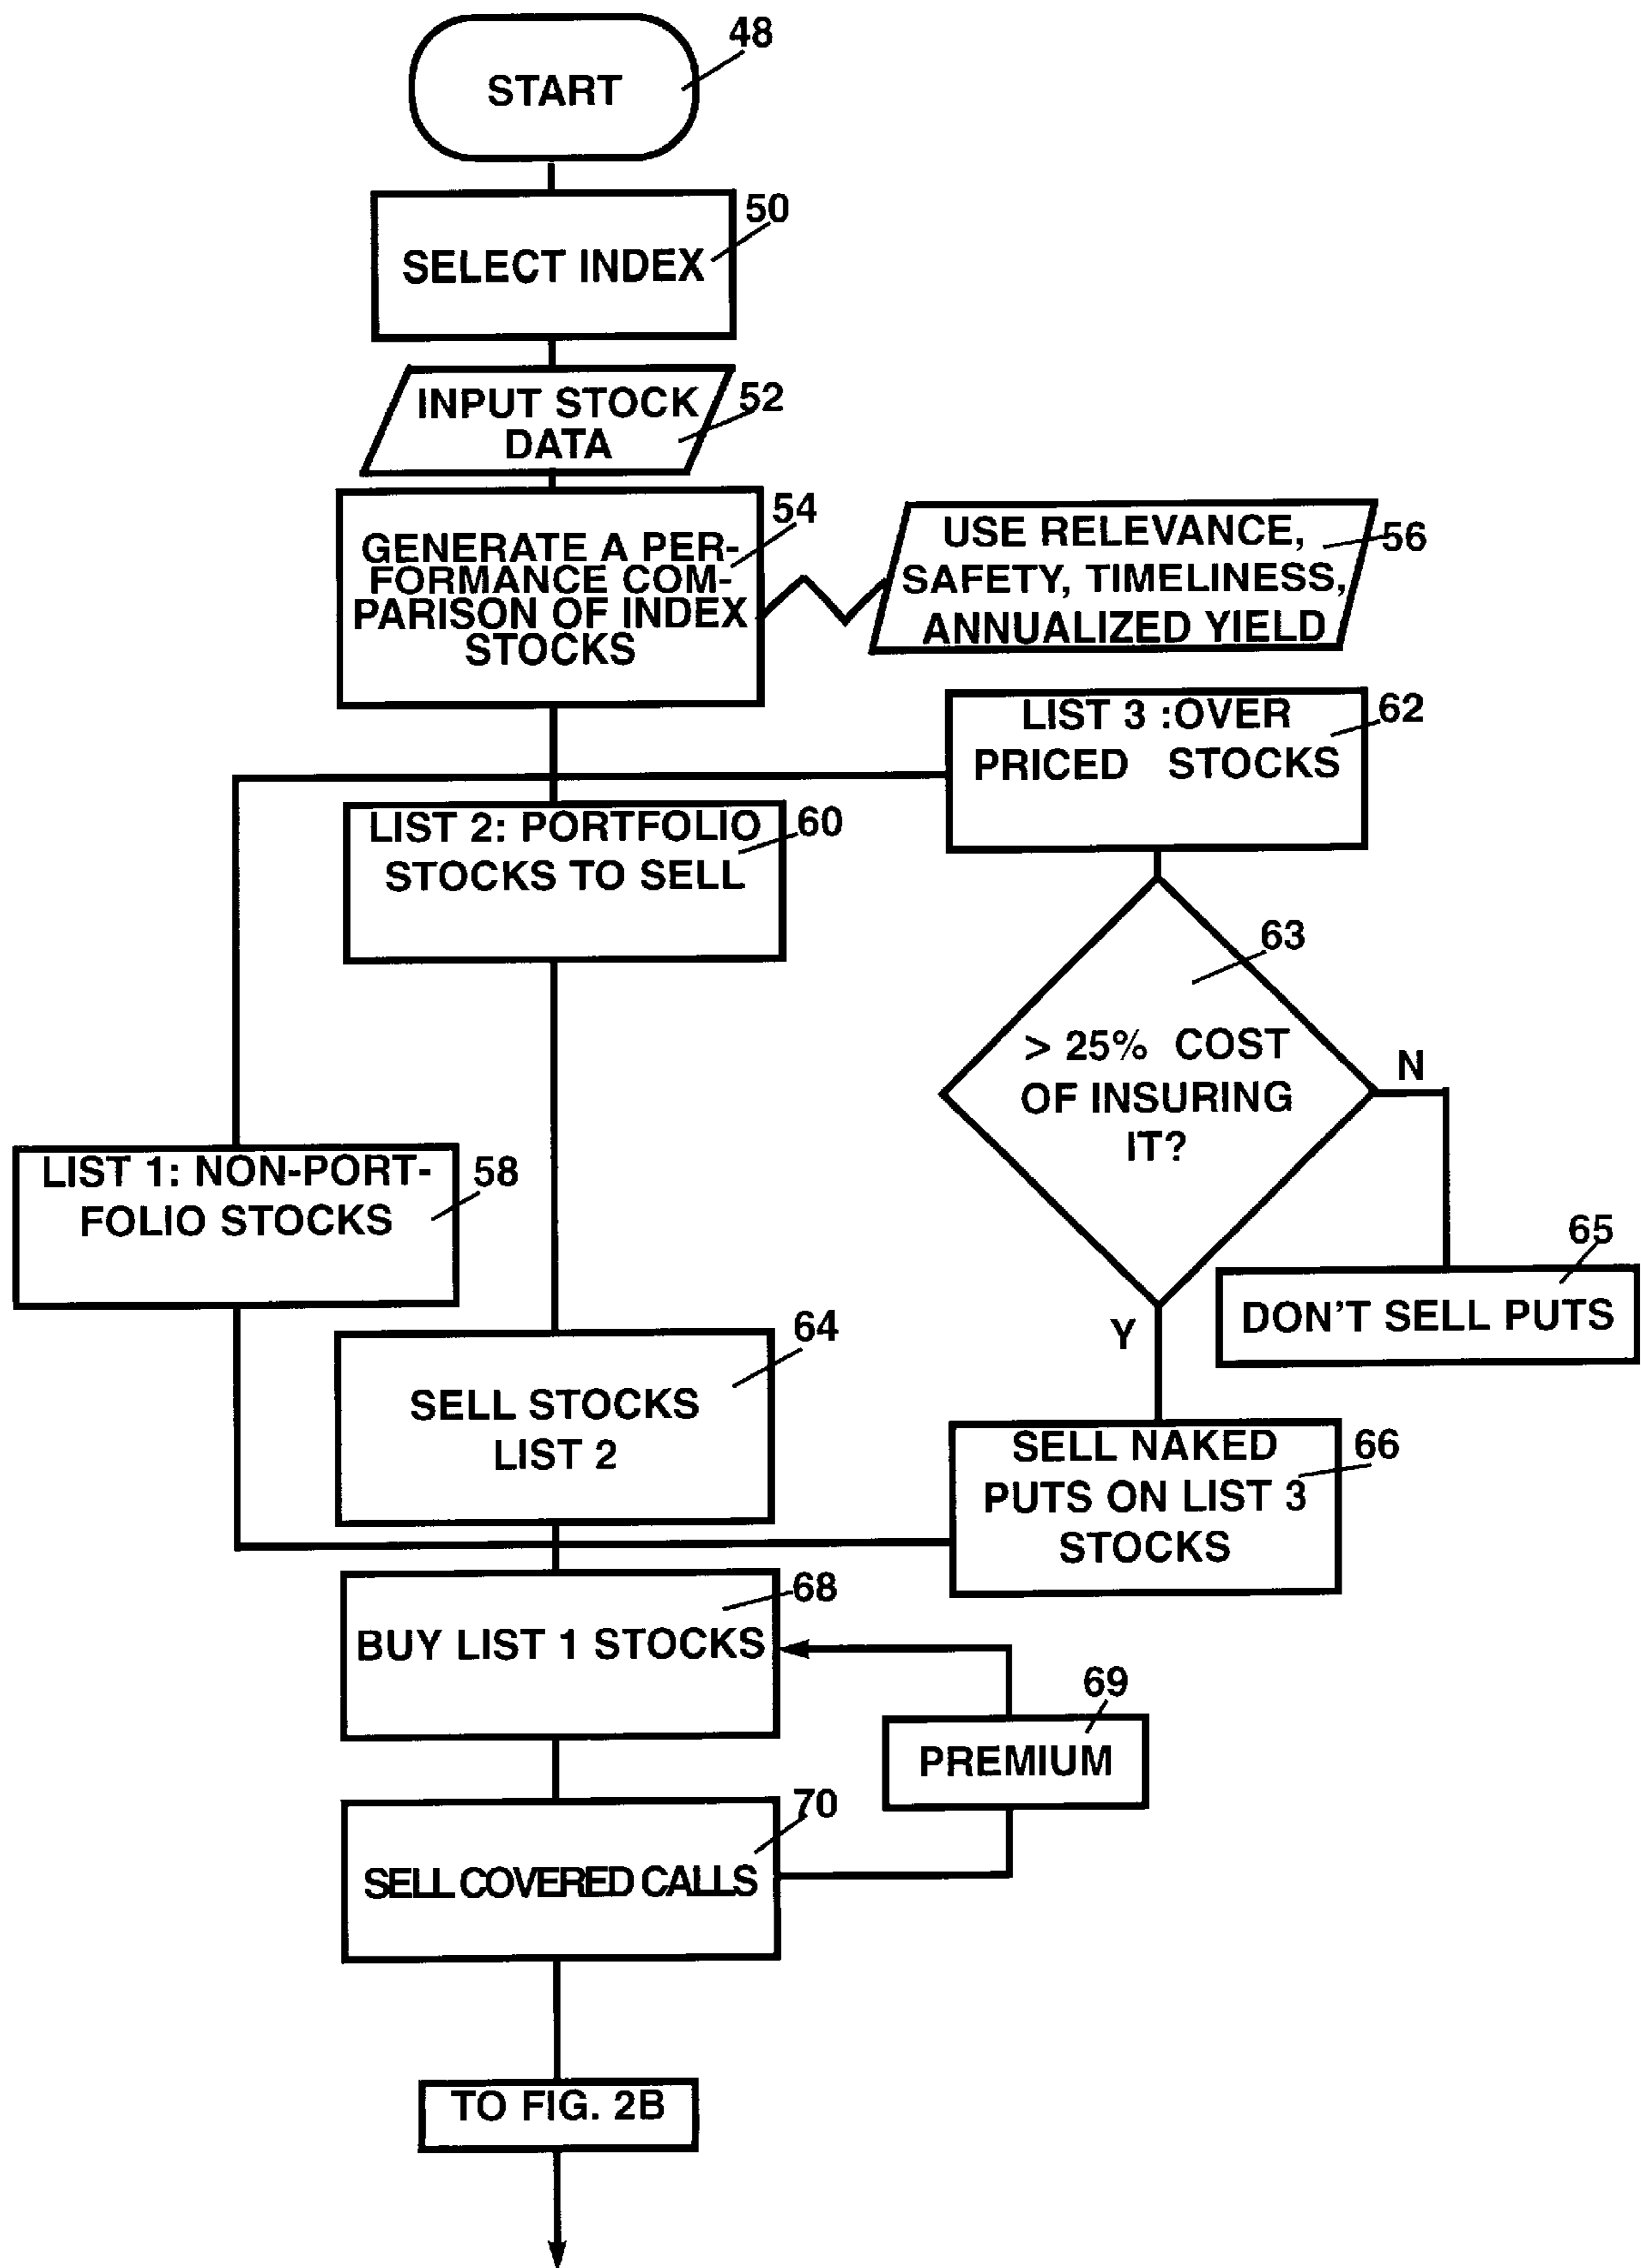 48
START
50
SELECT INDEX
52
INPUT STOCK
DATA
54
GENERATE A PER-
FORMANCE COM-
PARISON OF INDEX
STOCKS
56
USE RELEVANCE,
SAFETY, TIMELINESS,
ANNUALIZED YIELD
62
LIST 3 :OVER
PRICED STOCKS
60
LIST 2: PORTFOLIO
STOCKS TO SELL
63
> 25% COST
OF INSURING
IT?
N
58
LIST 1: NON-PORT-
FOLIO STOCKS
65
DON'T SELL PUTS
Y
64
SELL STOCKS
LIST 2
66
SELL NAKED
PUTS ON LIST 3
STOCKS
68
BUY LIST 1 STOCKS
69
PREMIUM
70
SELL COVERED CALLS
TO FIG. 2B